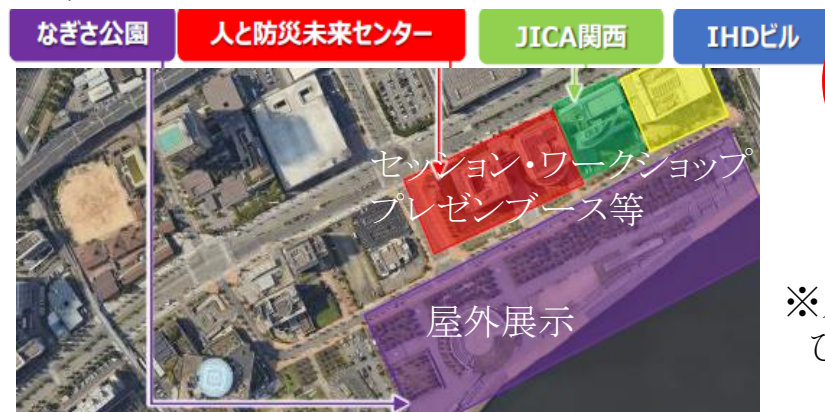 なぎさ公園
人と防災未来センター
JICA関西
IHDビル
セッション・ワークショップ
プレゼンブース等
屋外展示
※